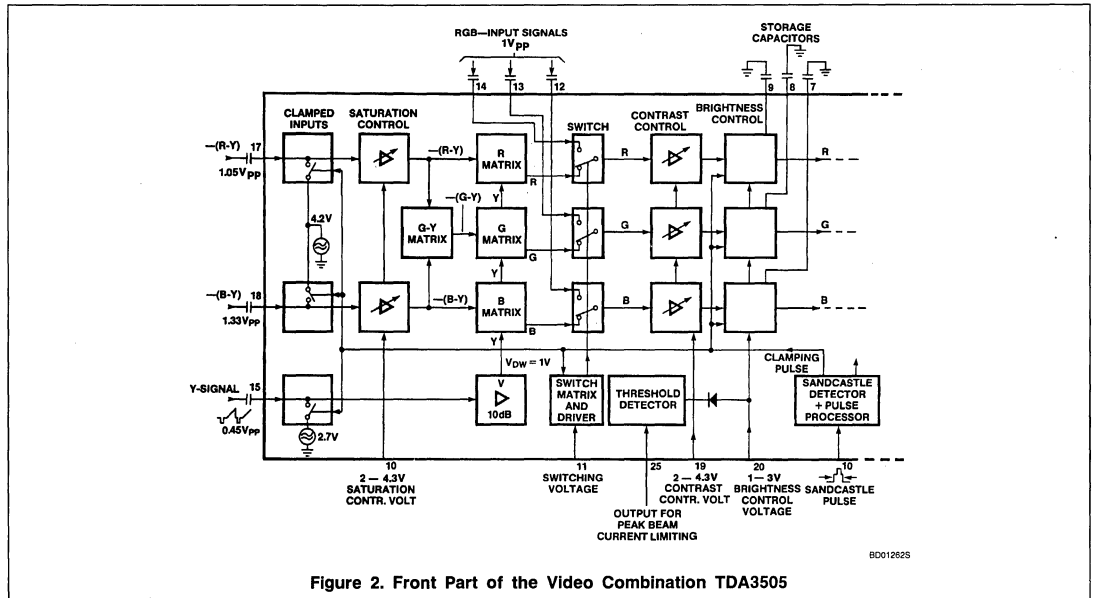 RGB—INPUT SIGNALS
1VPP
STORAGE
CAPACITORS
14
13
12
9
8
7
CLAMPED
INPUTS
SATURATION
CONTROL
SWITCH
CONTRAST
CONTROL
BRIGHTNESS
CONTROL
—(R-Y)
17
1.05VPP
—(R-Y)
R
MATRIX
R
R
R
Y
4.2V
G-Y
MATRIX
—(G-Y)
G
MATRIX
G
G
G
Y
—(B-Y)
18
1.33VPP
—(B-Y)
B
MATRIX
B
B
B
Y
VDW = 1V
CLAMPING
PULSE
Y-SIGNAL
15
0.45VPP
2.7V
V
10dB
SWITCH
MATRIX
AND
DRIVER
THRESHOLD
DETECTOR
SANDCASTLE
DETECTOR
+ PULSE
PROCESSOR
10
2 — 4.3V
SATURATION
CONTR. VOLT
11
SWITCHING
VOLTAGE
25
OUTPUT FOR
PEAK BEAM
CURRENT LIMITING
19
2 — 4.3V
CONTRAST
CONTR. VOLT
20
1 — 3V
BRIGHTNESS
CONTROL
VOLTAGE
10
SANDCASTLE
PULSE
BD01262S
Figure 2. Front Part of the Video Combination TDA3505